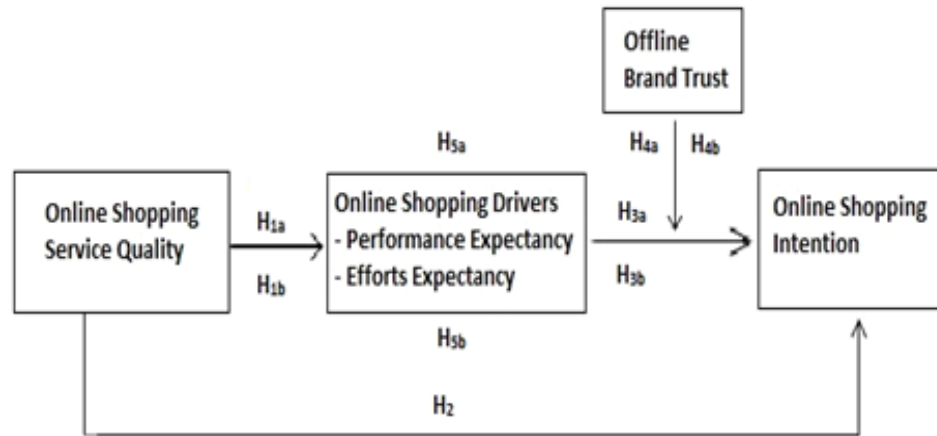 Offline
Brand Trust
H5a
H4a
H4b
Online Shopping
Service Quality
H1a
H1b
Online Shopping Drivers
- Performance Expectancy
- Efforts Expectancy
H3a
H3b
Online Shopping
Intention
H5b
H2